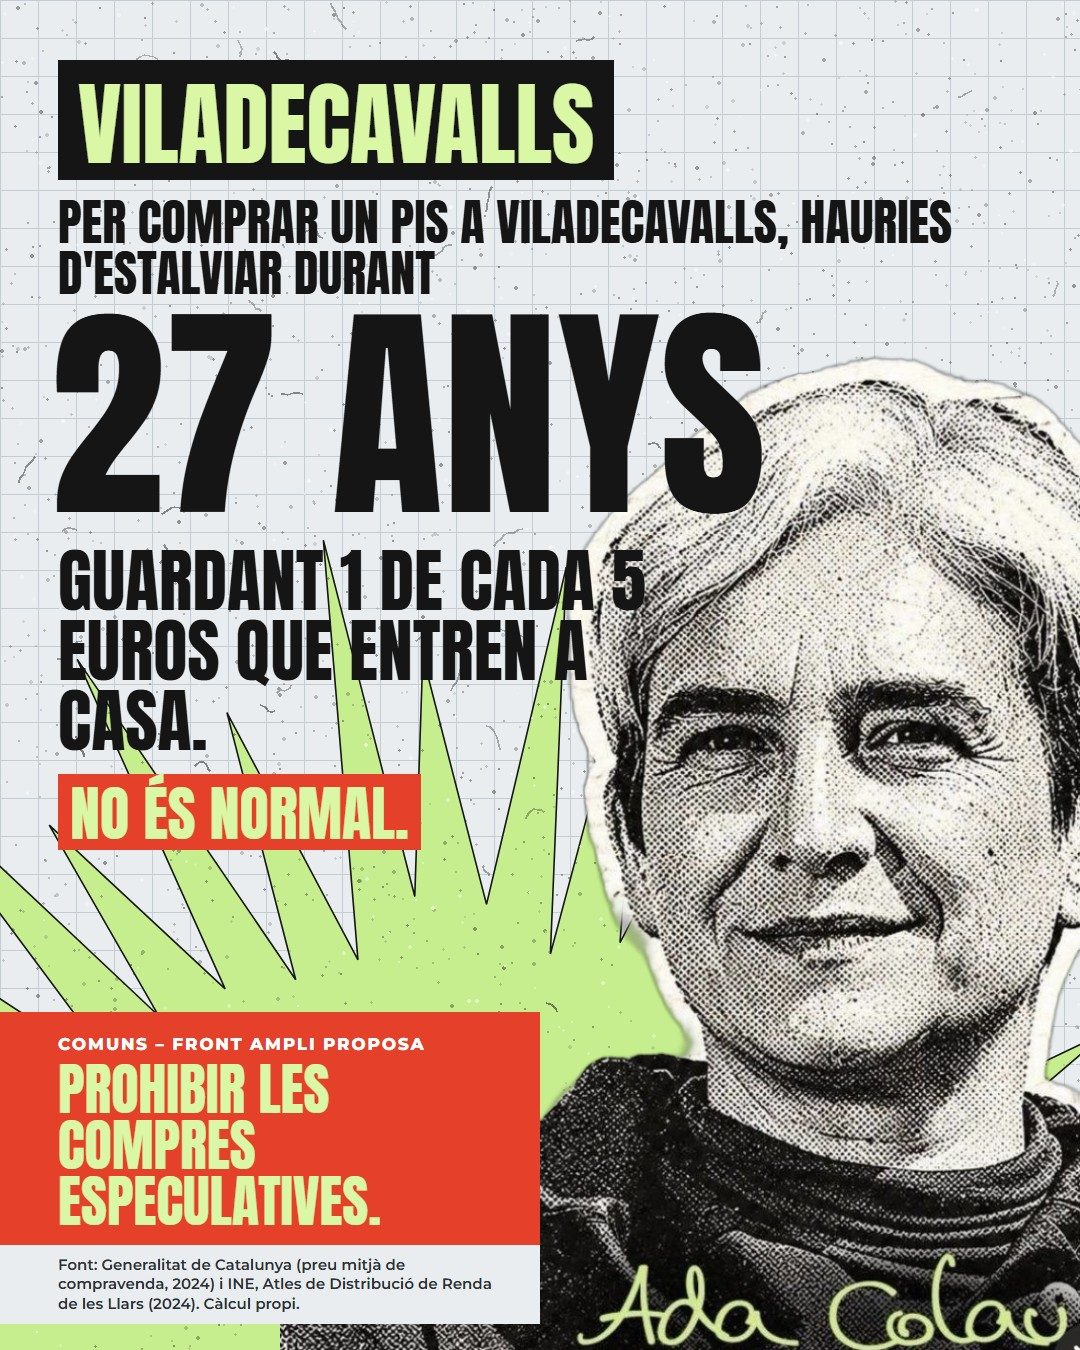 VILADECAVALLS
PER COMPRAR UN PIS A VILADECAVALLS, HAURIES
D'ESTALVIAR DURANT
27 ANYS
GUARDANT 1 DE CADA 5
EUROS QUE ENTREN A
CASA.
NO ÉS NORMAL.
COMUNS – FRONT AMPLI PROPOSA
PROHIBIR LES
COMPRES
ESPECULATIVES.
Font: Generalitat de Catalunya (preu mitjà de
compravenda, 2024) i INE, Atles de Distribució de Renda
de les Llars (2024). Càlcul propi.
Ada Colau